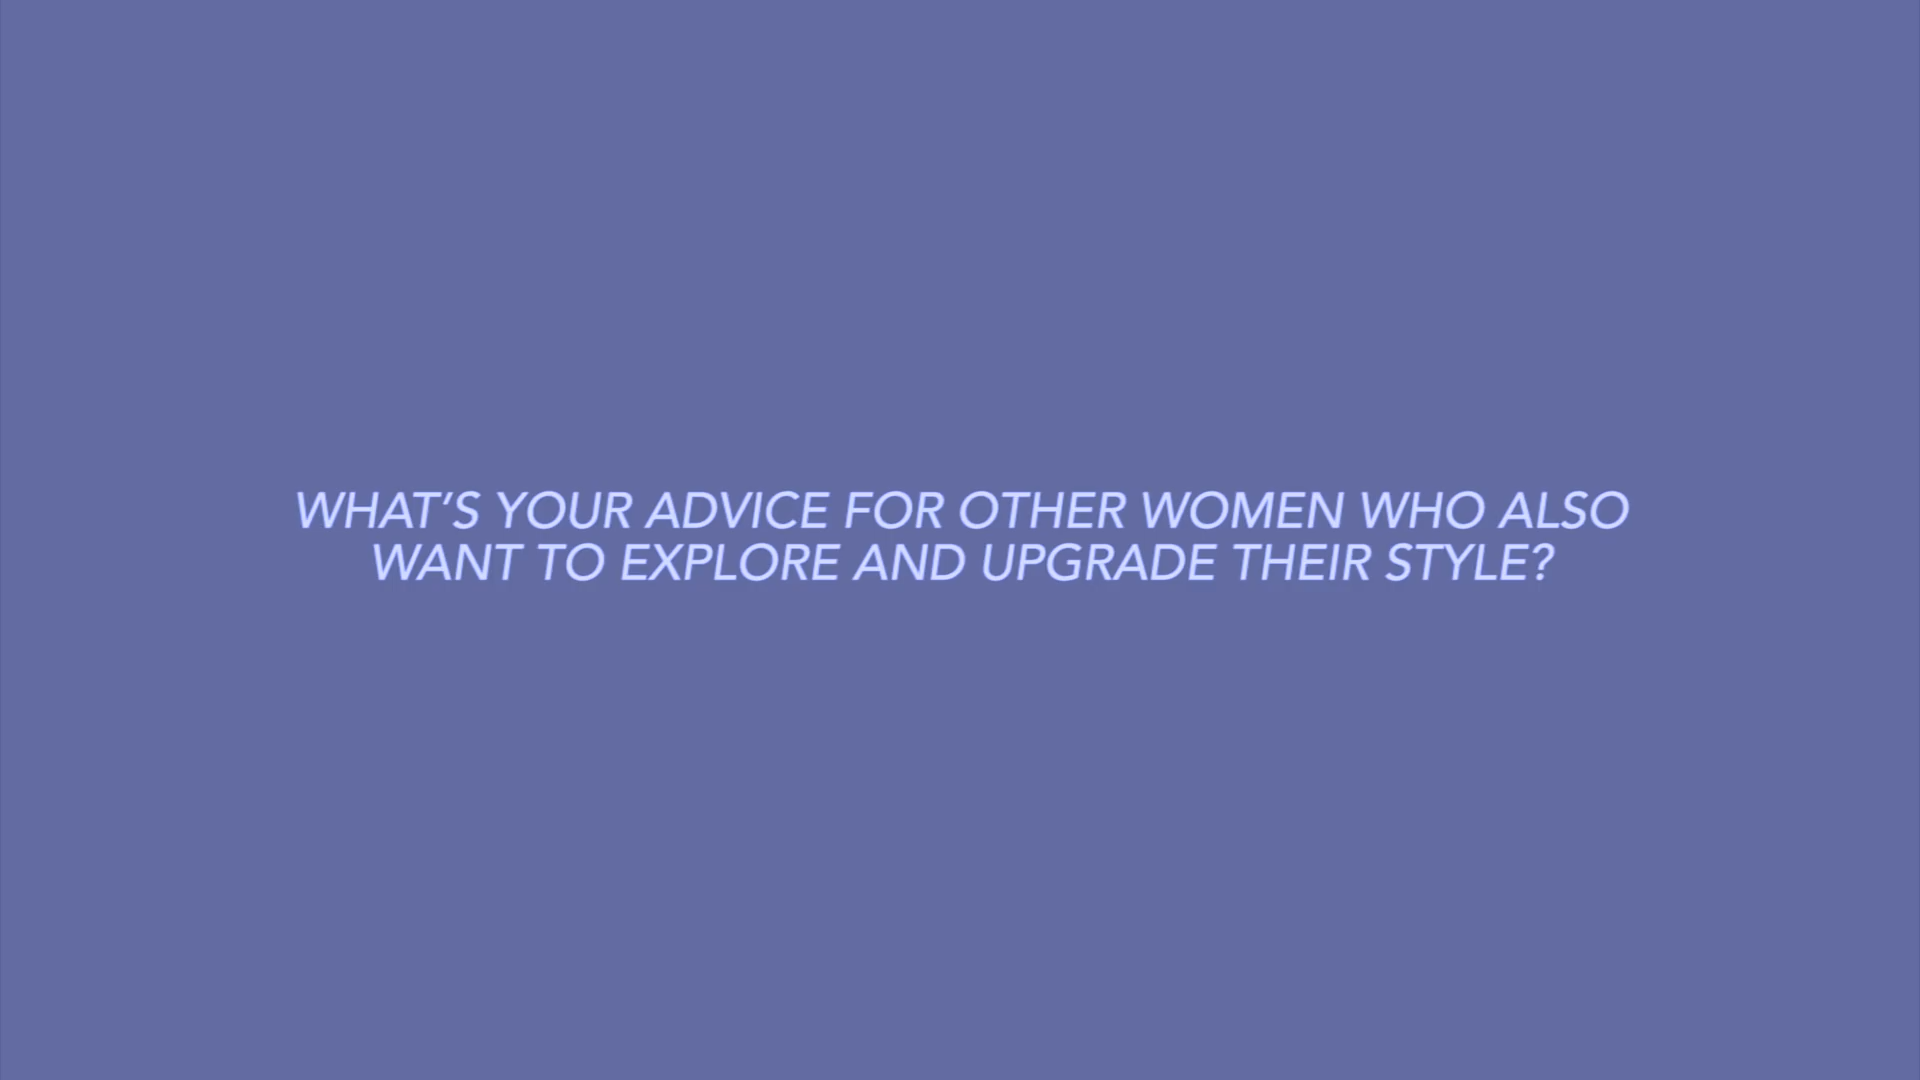 WHAT’S YOUR ADVICE FOR OTHER WOMEN WHO ALSO
WANT TO EXPLORE AND UPGRADE THEIR STYLE?